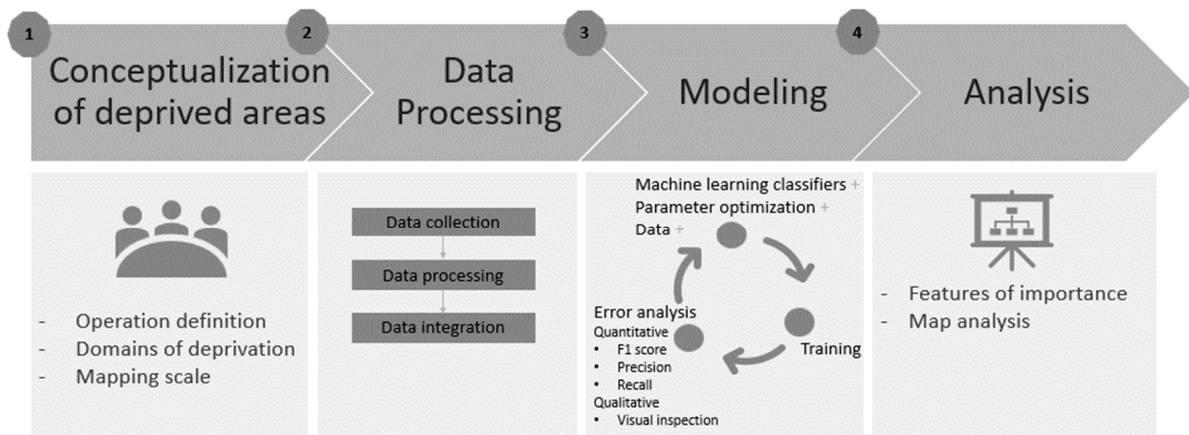 1
Conceptualization
of deprived areas
2
Data
Processing
3
Modeling
4
Analysis
- Operation definition
- Domains of deprivation
- Mapping scale
Data collection
Data processing
Data integration
Machine learning classifiers +
Parameter optimization +
Data +
Training
Error analysis
Quantitative
• F1 score
• Precision
• Recall
Qualitative
• Visual inspection
- Features of importance
- Map analysis